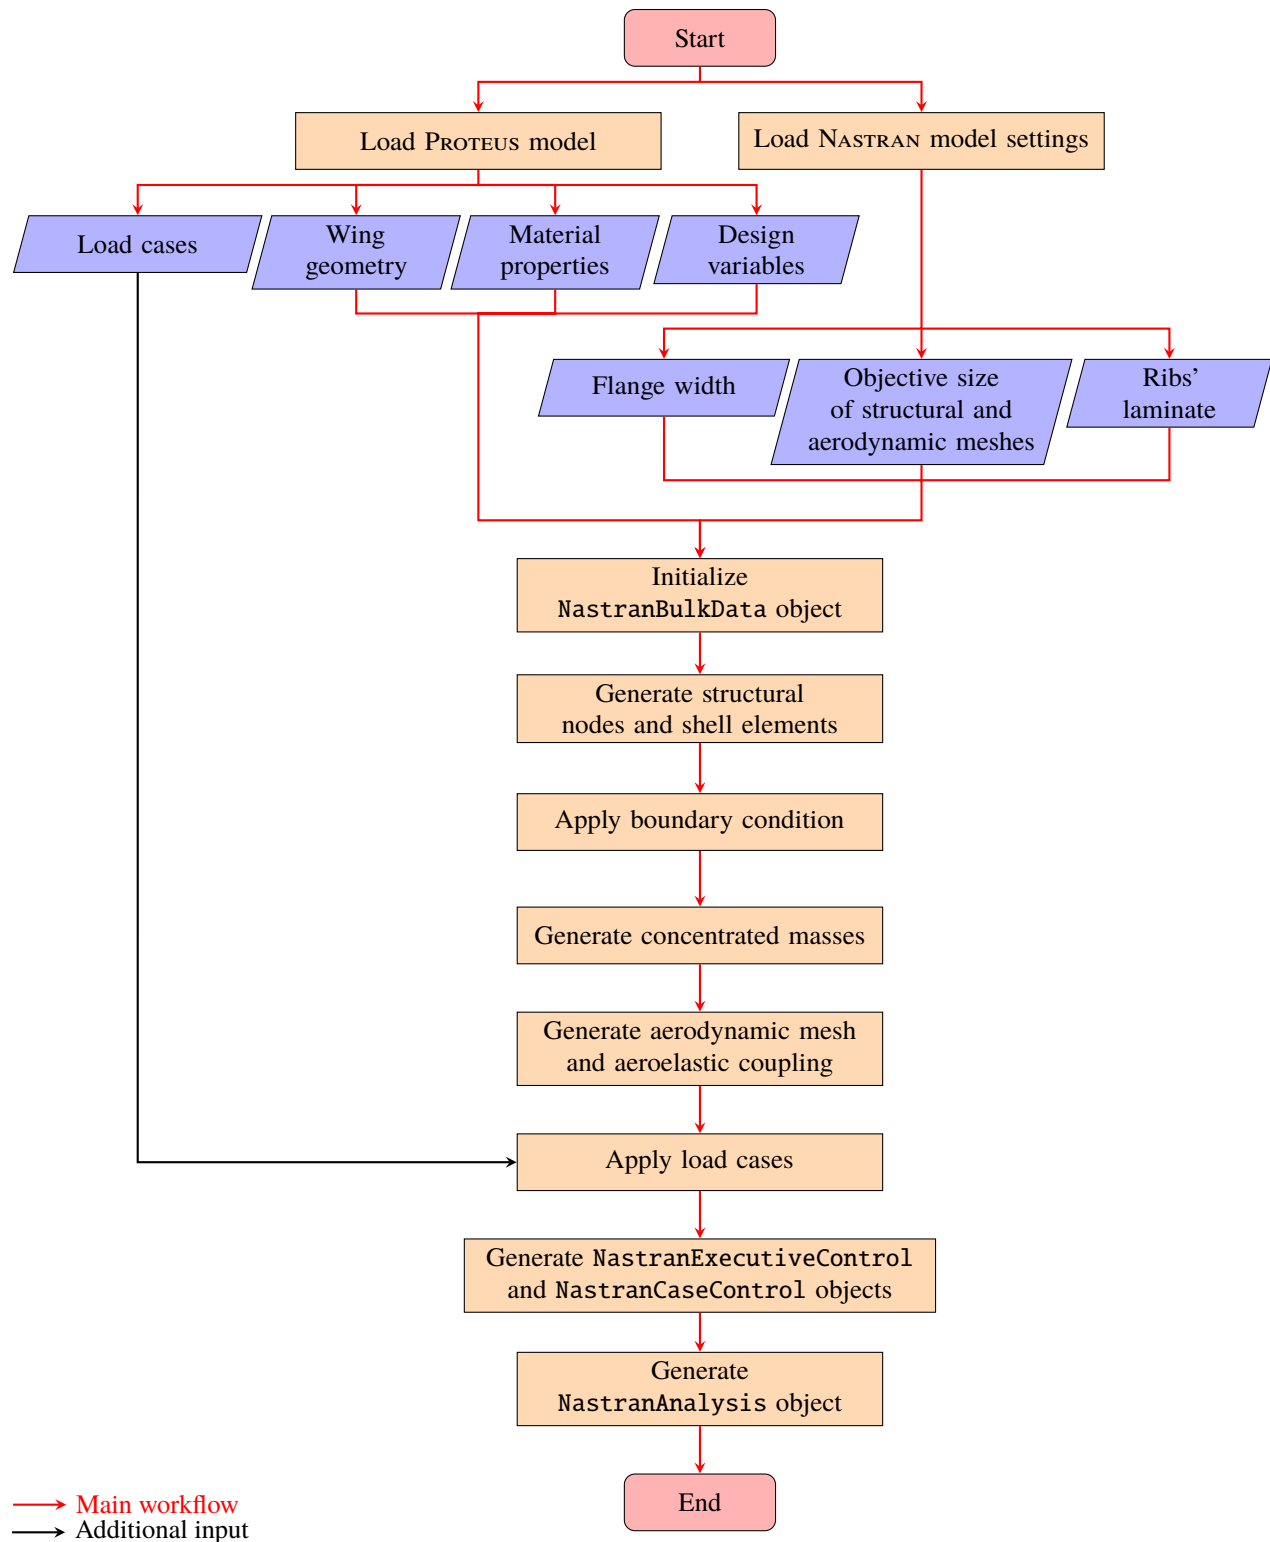 Start
Load PROTEUS model
Load NASTRAN model settings
Load cases
Wing
geometry
Material
properties
Design
variables
Flange width
Objective size
of structural and
aerodynamic meshes
Ribs'
laminate
Initialize
NastranBulkData object
Generate structural
nodes and shell elements
Apply boundary condition
Generate concentrated masses
Generate aerodynamic mesh
and aeroelastic coupling
Apply load cases
Generate NastranExecutiveControl
and NastranCaseControl objects
Generate
NastranAnalysis object
End
Main workflow
Additional input